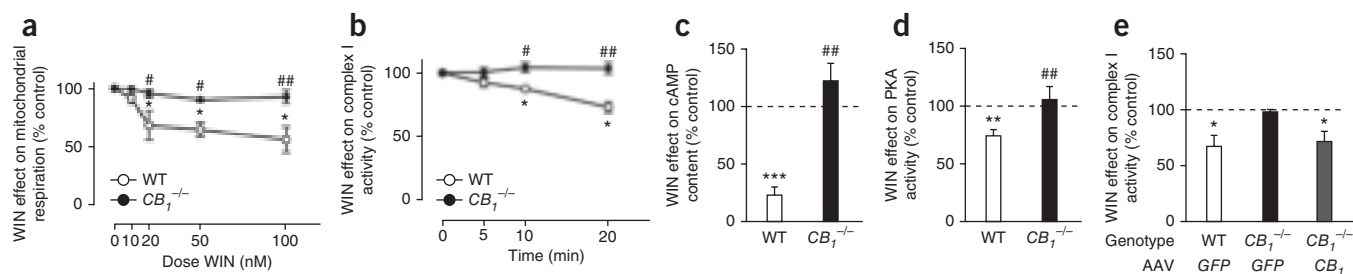 a
WIN effect on mitochondrial
respiration (% control)
100
50
0
#
#
##
*
*
*
WT
CB1−/−
0
10
20
50
100
Dose WIN (nM)
b
WIN effect on complex I
activity (% control)
100
50
0
#
##
*
*
WT
CB1−/−
0
5
10
20
Time (min)
c
WIN effect on cAMP
content (% control)
150
100
50
0
***
##
WT
CB1−/−
d
WIN effect on PKA
activity (% control)
150
100
50
0
**
##
WT
CB1−/−
e
WIN effect on complex I
activity (% control)
150
100
50
0
*
*
Genotype WT CB1−/− CB1−/−
AAV GFP GFP CB1